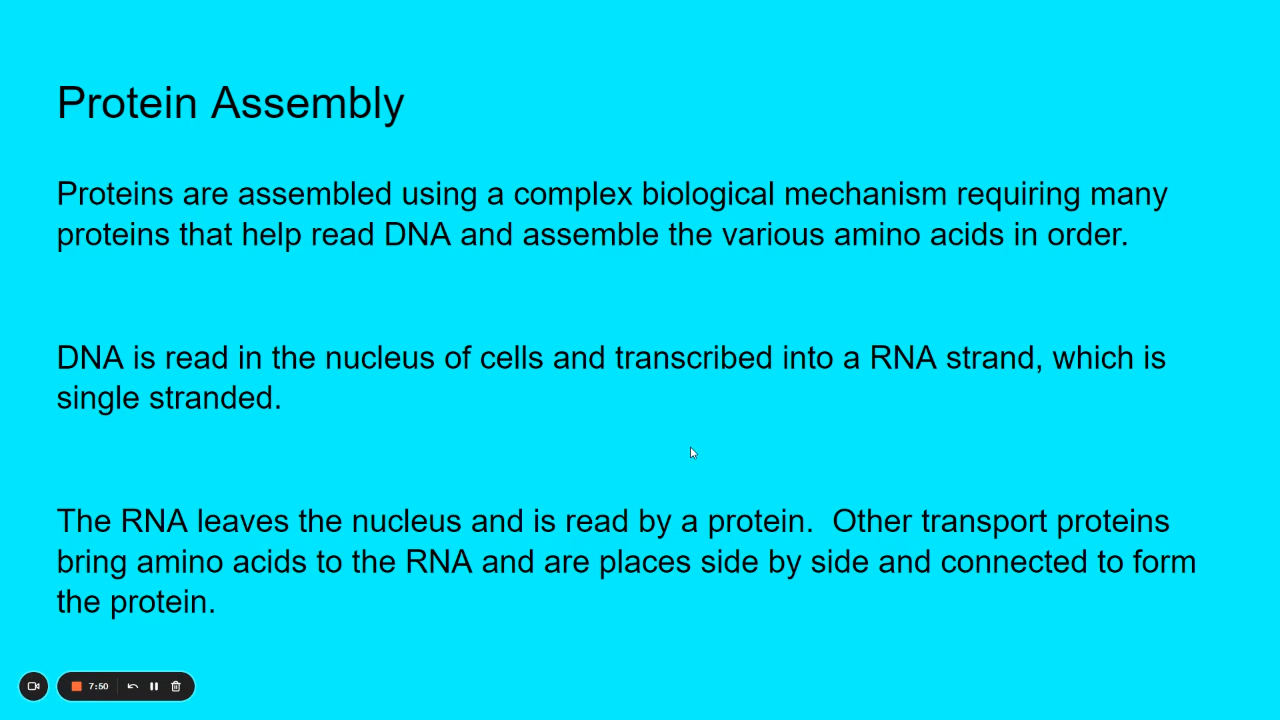 Protein Assembly
Proteins are assembled using a complex biological mechanism requiring many
proteins that help read DNA and assemble the various amino acids in order.
DNA is read in the nucleus of cells and transcribed into a RNA strand, which is
single stranded.
The RNA leaves the nucleus and is read by a protein.  Other transport proteins
bring amino acids to the RNA and are places side by side and connected to form
the protein.
7:50